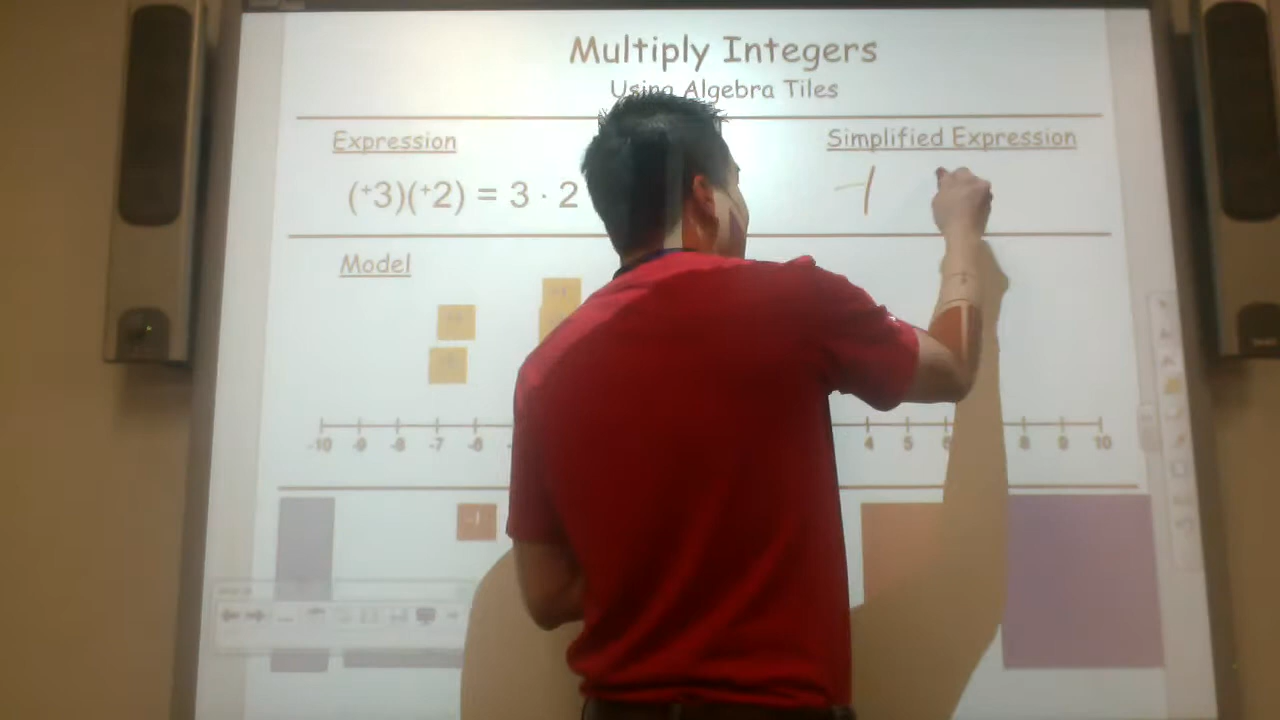 Multiply Integers
Using Algebra Tiles
Expression
Simplified Expression
(+3)(+2) = 3 · 2
Model
-10 -9 -8 -7 -6 4 5 6 8 9 10
-1